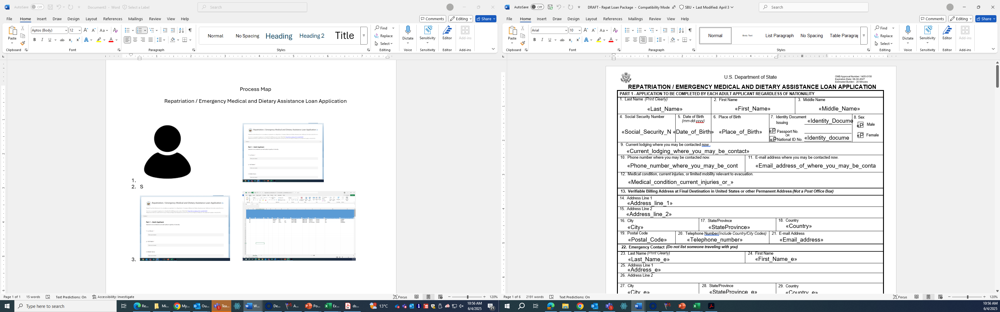 AutoSave Off Document3 - Word Select a Label Search
File Home Insert Draw Design Layout References Mailings Review View Help Comments Editing Share
Aptos (Body) 12 Aa
Paste
Normal No Spacing Heading Heading 2 Title
Find
Replace
Select
Dictate Sensitivity Editor Add-ins
Clipboard Font Paragraph Styles Editing Voice Sensitivity Editor Add-ins
Process Map
Repatriation / Emergency Medical and Dietary Assistance Loan Application
Repatriation / Emergency Medical and Dietary Assistance Loan Application
Part 1 - Adult Applicant
1.
2. S
Repatriation / Emergency Medical and Dietary Assistance Loan Application
Part 1 - Adult Applicant
3.
Page 1 of 1 15 words Text Predictions: On Accessibility: Investigate Focus 120%
Type here to search Re... Mi... My... Ou... Tea... W... De... A... Po... Ex... ds... 13°C 10:56 AM
6/4/2025 21
AutoSave Off DRAFT - Repat Loan Package - Compatibility Mode SBU • Last Modified: April 3 Search
File Home Insert Draw Design Layout References Mailings Review View Help Comments Editing Share
Arial 10 Aa
Paste
Normal Body Text List Paragraph No Spacing Table Paragrap
Find
Replace
Select
Dictate Sensitivity Editor Add-ins
Clipboard Font Paragraph Styles Editing Voice Sensitivity Editor Add-ins
U.S. Department of State
OMB Approval Number: 1405-0150
Expiration Date: 06-30-2027
Estimated Burden: 20 Minutes
REPATRIATION / EMERGENCY MEDICAL AND DIETARY ASSISTANCE LOAN APPLICATION
PART 1 - APPLICATION TO BE COMPLETED BY EACH ADULT APPLICANT REGARDLESS OF NATIONALITY
1. Last Name (Print Clearly) 2. First Name 3. Middle Name
«Last_Name» «First_Name» «Middle_Name»
4. Social Security Number 5. Date of Birth (mm-dd-yyyy) 6. Place of Birth 7. Identity Document Issuing «Identity_Docume 8. Sex
«P Male
«Social_Security_N «Date_of_Birth» «Place_of_Birth» «P Passport No.
OR
«P National ID No. «Identity_docume «P Female
9. Current lodging where you may be contacted now..
«Current_lodging_where_you_may_be_contact»
10. Phone number where you may be contacted now. 11. E-mail address where you may be contacted now.
«Phone_number_where_you_may_be_cont «Email_address_of_where_you_may_be_conta
12. Medical condition, current injuries, or limited mobility relevant to evacuation.
«Medical_condition_current_injuries_or_»
13. Verifiable Billing Address at Final Destination in United States or other Permanent Address (Not a Post Office Box)
14. Address Line 1
«Address_line_1»
15. Address Line 2
«Address_line_2»
16. City 17. State/Province 18. Country
«City» «StateProvince» «Country»
19. Postal Code 20. Telephone Number(Include Country/City Codes) 21. E-mail Address
«Postal_Code» «Telephone_number» «Email_address»
22. Emergency Contact (Do not list someone traveling with you)
23. Last Name (Print Clearly) 24. First Name
«Last_Name_e» «First_Name_e»
25. Address Line 1
«Address_e»
26. Address Line 2
27. City 28. State/Province 29. Country
«City_e» «StateProvince_e» «Country_e»
Page 1 of 6 2191 words Text Predictions: On Focus 120%
10:56 AM
6/4/2025